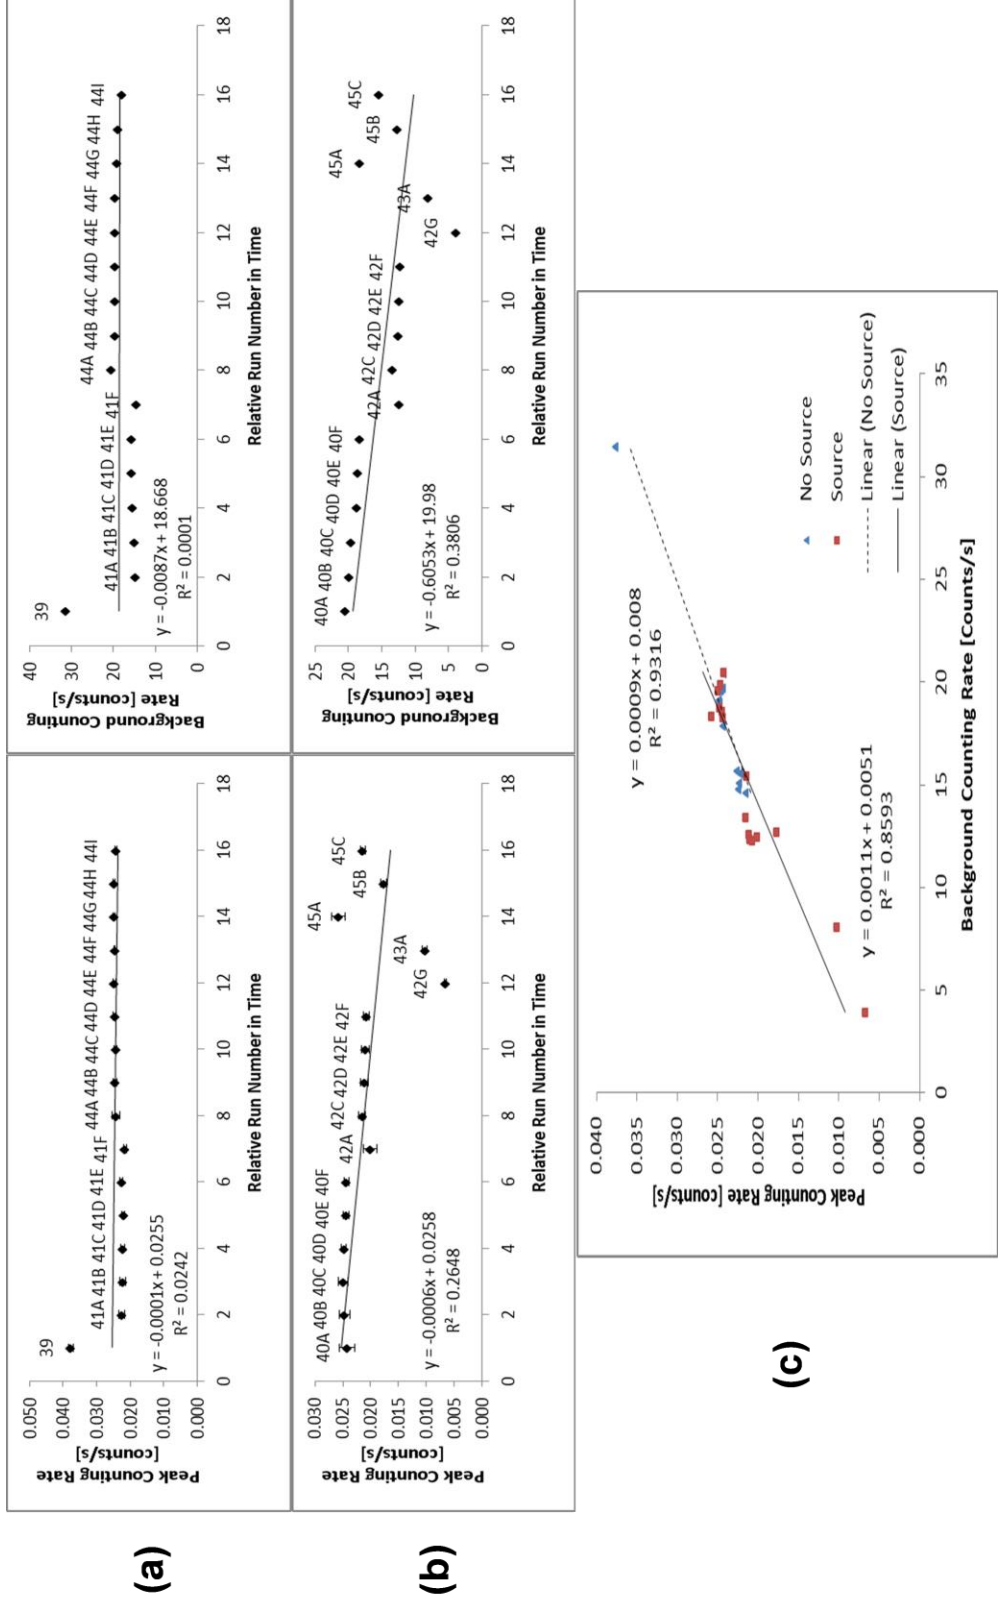 (a)
Peak Counting Rate
[counts/s]
0.050
0.040
0.030
0.020
0.010
0.000
39
41A 41B 41C 41D 41E 41F
44A 44B 44C 44D 44E 44F 44G 44H 44I
y = -0.0001x + 0.0255
R² = 0.0242
0 2 4 6 8 10 12 14 16 18
Relative Run Number in Time
Background Counting
Rate [counts/s]
40
30
20
10
0
39
41A 41B 41C 41D 41E 41F
44A 44B 44C 44D 44E 44F 44G 44H 44I
y = -0.0087x + 18.668
R² = 0.0001
0 2 4 6 8 10 12 14 16 18
Relative Run Number in Time
(b)
Peak Counting Rate
[counts/s]
0.030
0.025
0.020
0.015
0.010
0.005
0.000
40A 40B 40C 40D 40E 40F
42A
42C 42D 42E 42F
42G
43A
45A
45B
45C
y = -0.0006x + 0.0258
R² = 0.2648
0 2 4 6 8 10 12 14 16 18
Relative Run Number in Time
Background Counting
Rate [counts/s]
25
20
15
10
5
0
40A 40B 40C 40D 40E 40F
42A
42C 42D 42E 42F
42G
43A
45A
45B
45C
y = -0.6053x + 19.98
R² = 0.3806
0 2 4 6 8 10 12 14 16 18
Relative Run Number in Time
(c)
Peak Counting Rate [counts/s]
0.040
0.035
0.030
0.025
0.020
0.015
0.010
0.005
0.000
y = 0.0009x + 0.008
R² = 0.9316
y = 0.0011x + 0.0051
R² = 0.8593
No Source
Source
Linear (No Source)
Linear (Source)
0 5 10 15 20 25 30 35
Background Counting Rate [Counts/s]